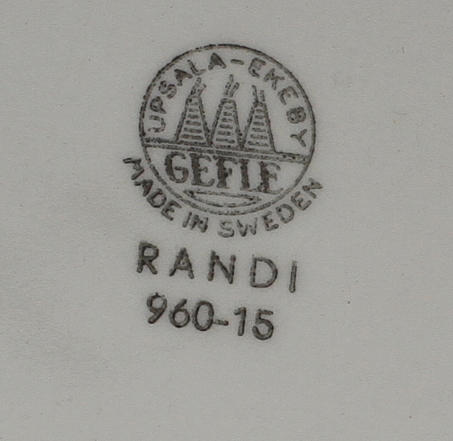 UPSALA-EKEBY
GEFLE
MADE IN SWEDEN
RANDI
960-15